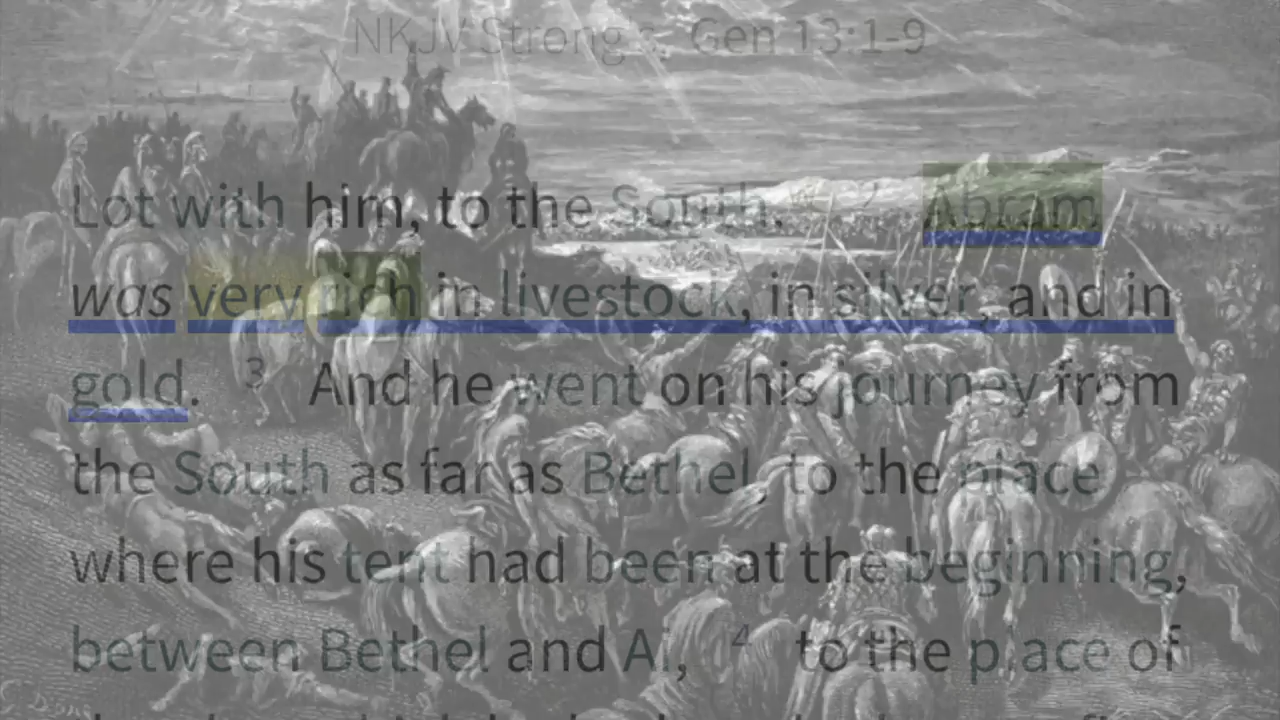 NKJV Strong's, Gen 13:1-9
Lot with him, to the South. 2 Abram
was very rich in livestock, in silver, and in
gold. 3 And he went on his journey from
the South as far as Bethel, to the place
where his tent had been at the beginning,
between Bethel and Ai, 4 to the place of
G. Doré